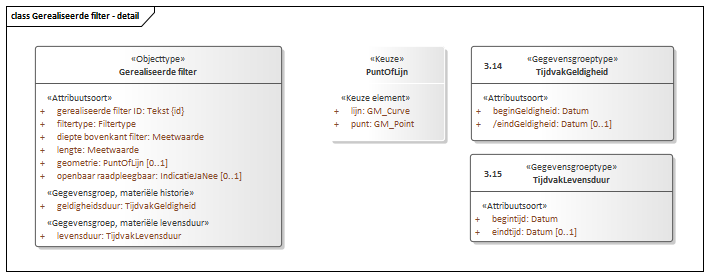 class Gerealiseerde filter - detail
«Objecttype»
Gerealiseerde filter
«Attribuutsoort»
+ gerealiseerde filter ID: Tekst {id}
+ filtertype: Filtertype
+ diepte bovenkant filter: Meetwaarde
+ lengte: Meetwaarde
+ geometrie: PuntOfLijn [0..1]
+ openbaar raadpleegbaar: IndicatieJaNee [0..1]
«Gegevensgroep, materiële historie»
+ geldigheidsduur: TijdvakGeldigheid
«Gegevensgroep, materiële levensduur»
+ levensduur: TijdvakLevensduur
«Keuze»
PuntOfLijn
«Keuze element»
+ lijn: GM_Curve
+ punt: GM_Point
3.14
«Gegevensgroeptype»
TijdvakGeldigheid
«Attribuutsoort»
+ beginGeldigheid: Datum
+ /eindGeldigheid: Datum [0..1]
3.15
«Gegevensgroeptype»
TijdvakLevensduur
«Attribuutsoort»
+ begintijd: Datum
+ eindtijd: Datum [0..1]